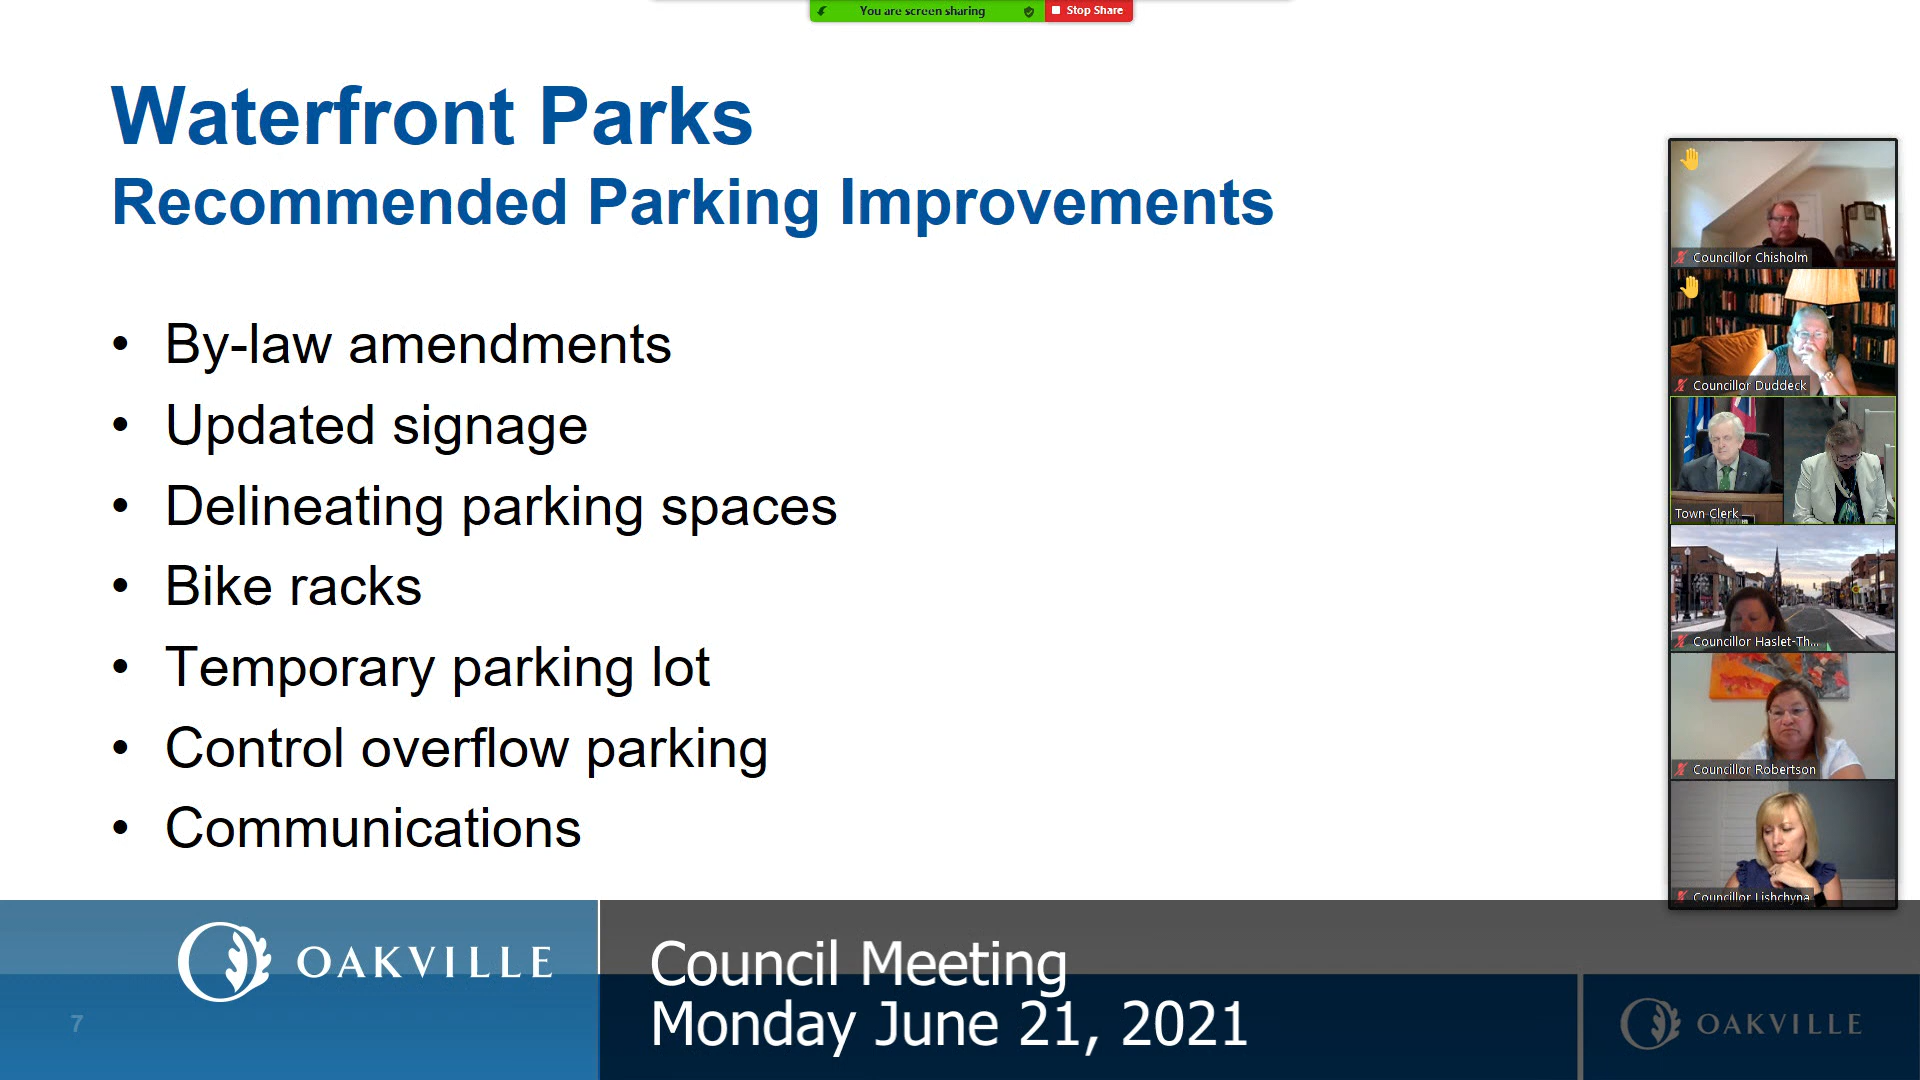 You are screen sharing
Stop Share
Waterfront Parks
Recommended Parking Improvements
• By-law amendments
• Updated signage
• Delineating parking spaces
• Bike racks
• Temporary parking lot
• Control overflow parking
• Communications
Councillor Chisholm
Councillor Duddeck
Town Clerk
Councillor Haslet-Th...
Councillor Robertson
Councillor Lishchyna
OAKVILLE
Council Meeting
Monday June 21, 2021
7
OAKVILLE